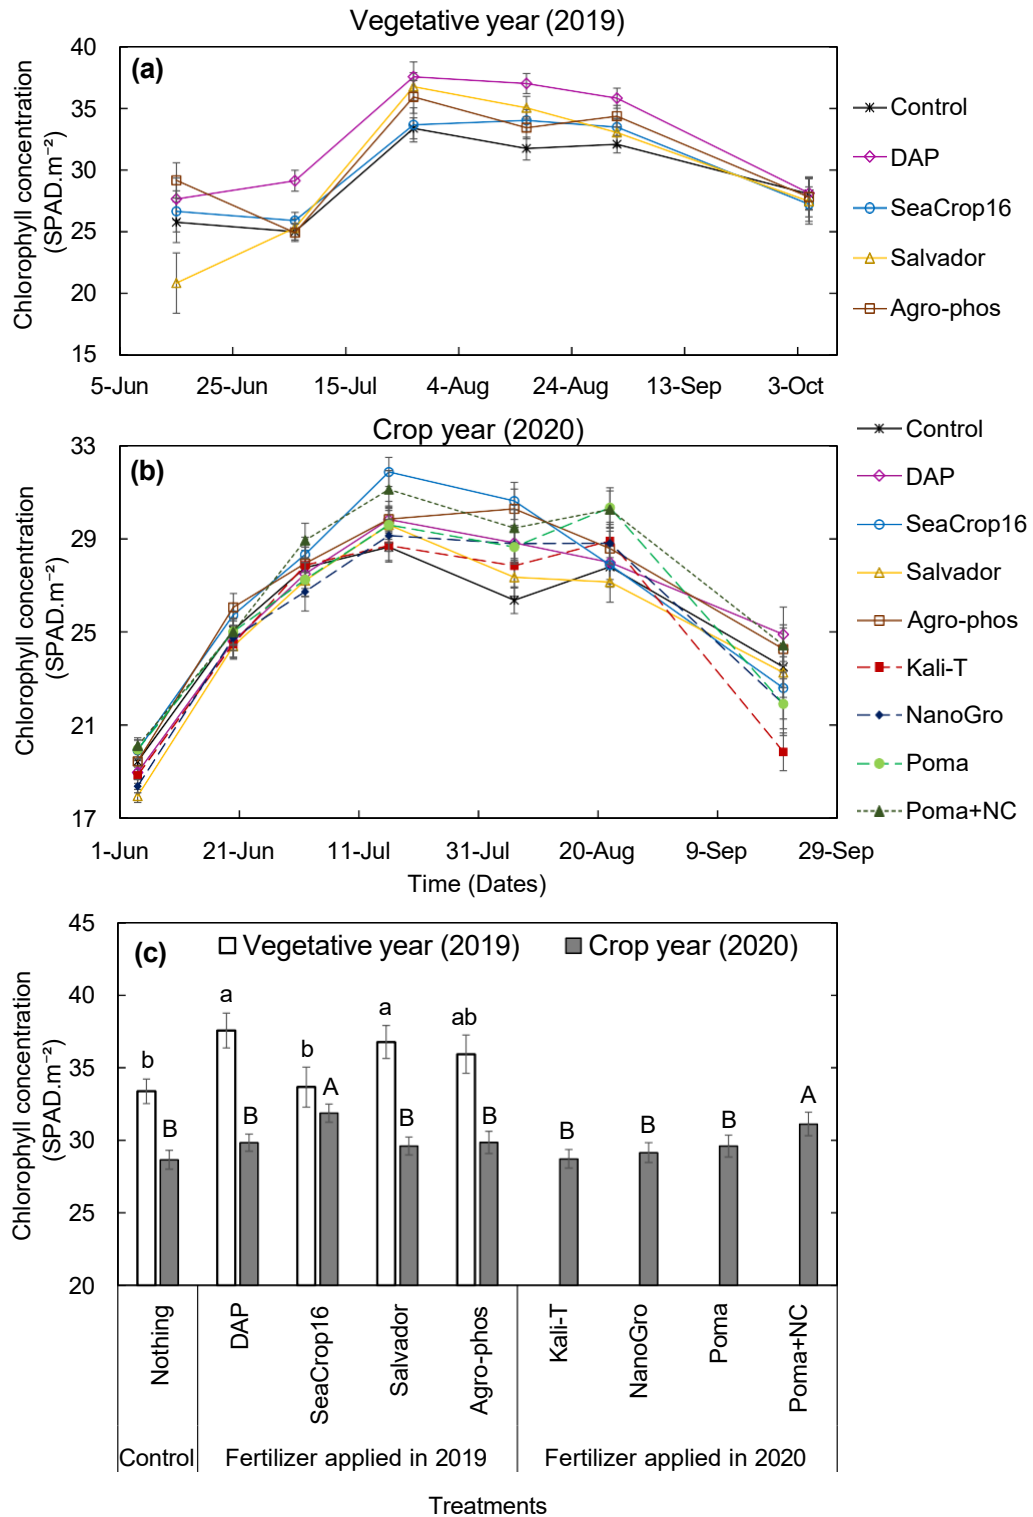 Vegetative year (2019)
(a)
Chlorophyll concentration
(SPAD.m⁻²)
40
35
30
25
20
15
5-Jun 25-Jun 15-Jul 4-Aug 24-Aug 13-Sep 3-Oct
Control
DAP
SeaCrop16
Salvador
Agro-phos
Crop year (2020)
(b)
Chlorophyll concentration
(SPAD.m⁻²)
33
29
25
21
17
1-Jun 21-Jun 11-Jul 31-Jul 20-Aug 9-Sep 29-Sep
Time (Dates)
Control
DAP
SeaCrop16
Salvador
Agro-phos
Kali-T
NanoGro
Poma
Poma+NC
(c)
Vegetative year (2019) Crop year (2020)
Chlorophyll concentration
(SPAD.m⁻²)
45
40
35
30
25
20
b B a B b A a B ab B B B B A
Nothing DAP SeaCrop16 Salvador Agro-phos Kali-T NanoGro Poma Poma+NC
Control Fertilizer applied in 2019 Fertilizer applied in 2020
Treatments